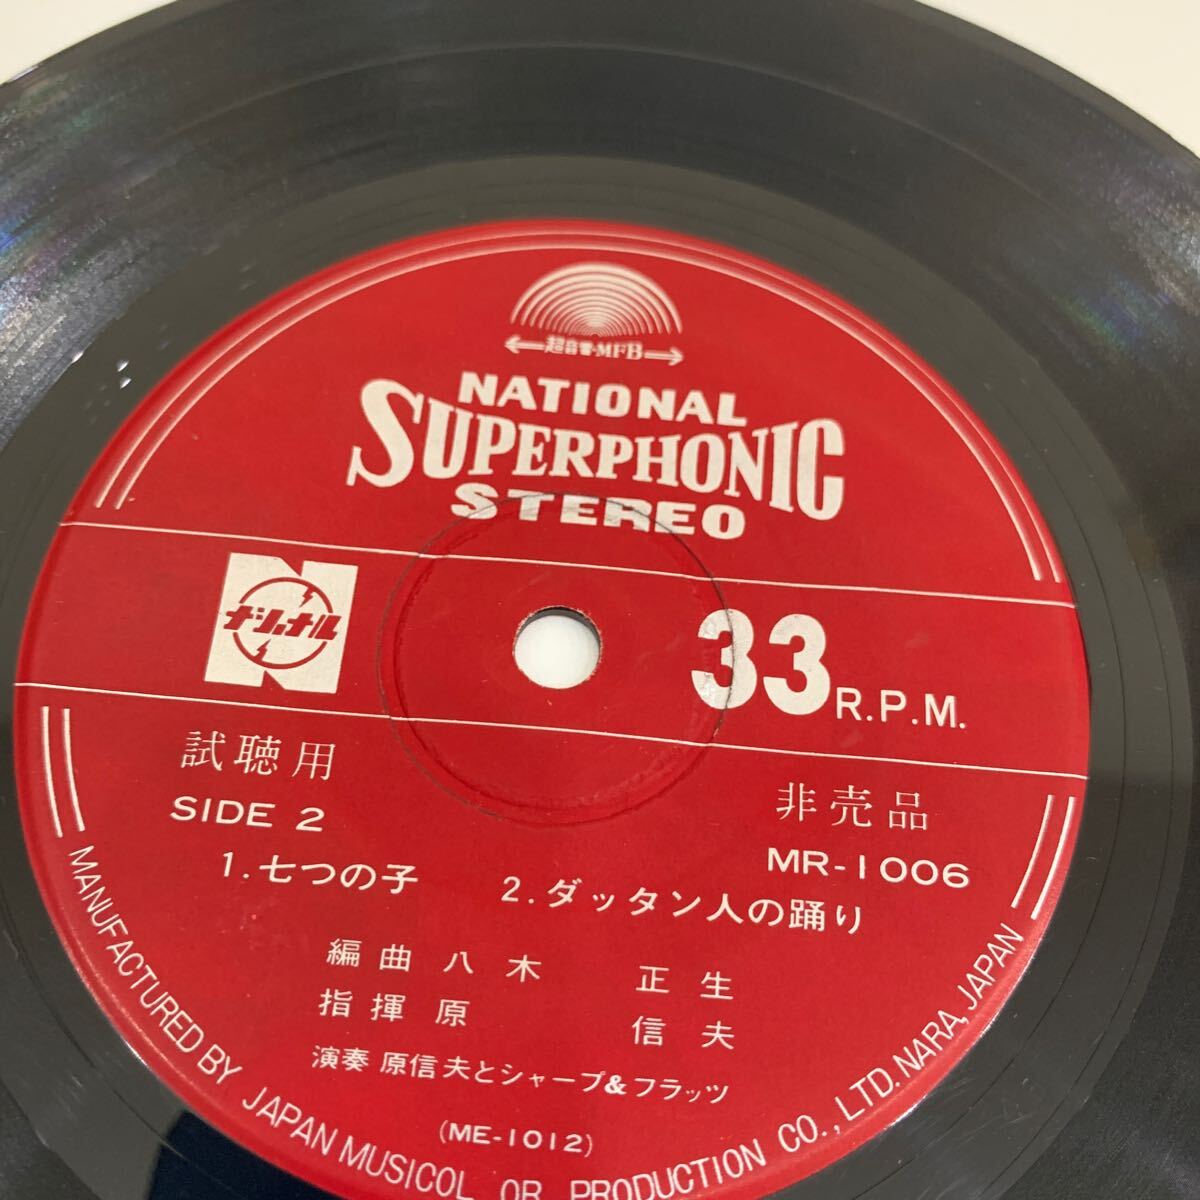 超音響・MFB
NATIONAL
SUPERPHONIC
STEREO
ナショナル
33 R.P.M.
試聴用
非売品
SIDE 2
MR-1006
1.七つの子 2.ダッタン人の踊り
編曲 八木 正生
指揮 原 信夫
演奏 原信夫とシャープ&フラッツ
(ME-1012)
MANUFACTURED BY JAPAN MUSICOL OR PRODUCTION CO., LTD. NARA, JAPAN